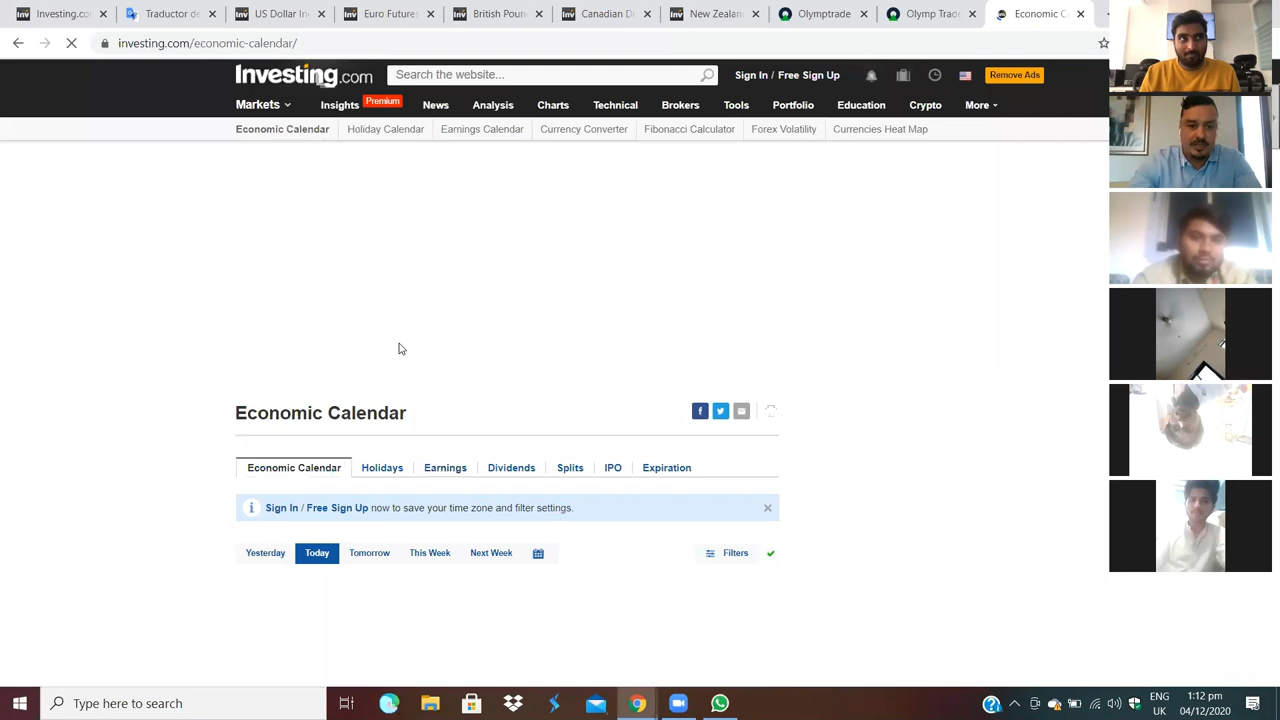 Investing.co
Traductor de
US Dollar In
Euro Futures
British Poun
Canadian D
New Zealan
Olymptrade
Olymp Trade
Economic C
investing.com/economic-calendar/
Investing.com
Search the website...
Sign In / Free Sign Up
Remove Ads
Markets
Insights
Premium
News
Analysis
Charts
Technical
Brokers
Tools
Portfolio
Education
Crypto
More
Economic Calendar
Holiday Calendar
Earnings Calendar
Currency Converter
Fibonacci Calculator
Forex Volatility
Currencies Heat Map
Economic Calendar
Economic Calendar
Holidays
Earnings
Dividends
Splits
IPO
Expiration
Sign In / Free Sign Up now to save your time zone and filter settings.
Yesterday
Today
Tomorrow
This Week
Next Week
Filters
Type here to search
ENG
UK
1:12 pm
04/12/2020